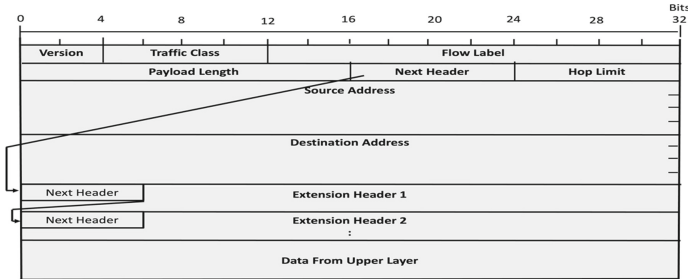 Bits
0 4 8 12 16 20 24 28 32
Version Traffic Class Flow Label
Payload Length Next Header Hop Limit
Source Address
Destination Address
Next Header Extension Header 1
Next Header Extension Header 2
:
Data From Upper Layer